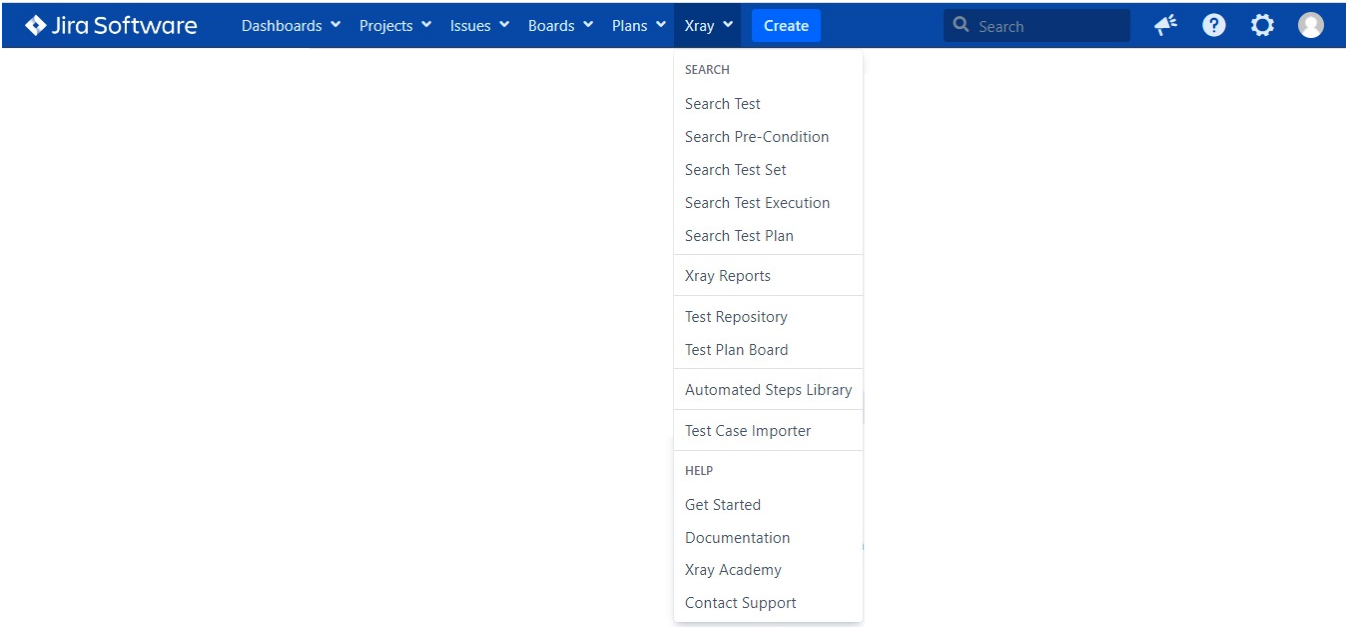 Jira Software Dashboards Projects Issues Boards Plans Xray Create Search
SEARCH
Search Test
Search Pre-Condition
Search Test Set
Search Test Execution
Search Test Plan
Xray Reports
Test Repository
Test Plan Board
Automated Steps Library
Test Case Importer
HELP
Get Started
Documentation
Xray Academy
Contact Support